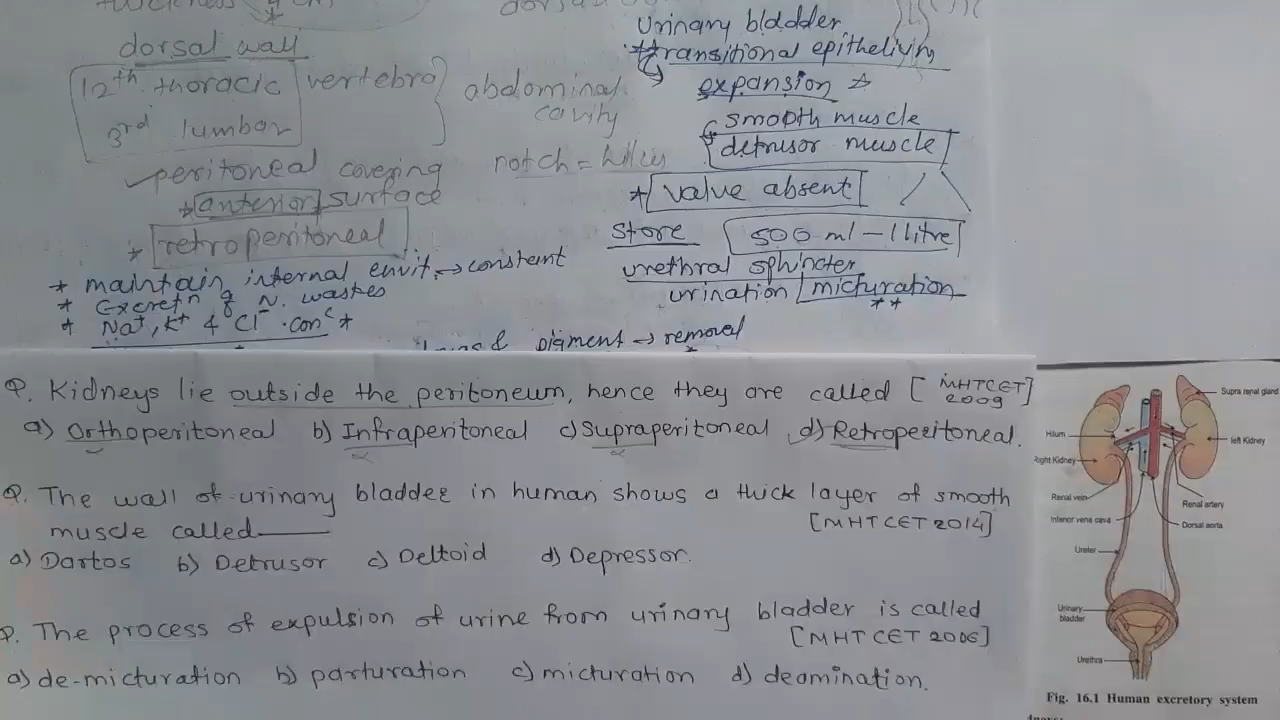 thickness 4 cm
dorsal wall
12th thoracic vertebra
3rd lumbar
abdominal cavity
peritoneal covering
* anterior surface
notch = hilus
* retroperitoneal
* maintain internal envit. → constant
* Excretn of N. wastes
* Na+, K+ & Cl- concn *
pigment → removal
Urinary bladder
* transitional epithelium
expansion
smooth muscle
detrusor muscle
* value absent
store 500 ml – 1 litre
urethral sphincter
urination / micturation
**
Q. Kidneys lie outside the peritoneum, hence they are called [MHTCET 2009]
a) Orthoperitoneal b) Infraperitoneal c) Supraperitoneal d) Retroperitoneal.
Q. The wall of urinary bladder in human shows a thick layer of smooth
muscle called—— [MHTCET 2014]
a) Dartos b) Detrusor c) Deltoid d) Depressor.
Q. The process of expulsion of urine from urinary bladder is called
[MHTCET 2006]
a) de-micturation b) parturation c) micturation d) deamination.
Supra renal gland
Hilum
left Kidney
Right Kidney
Renal vein
Renal artery
Inferior vena cava
Dorsal aorta
Ureter
Urinary
bladder
Urethra
Fig. 16.1 Human excretory system